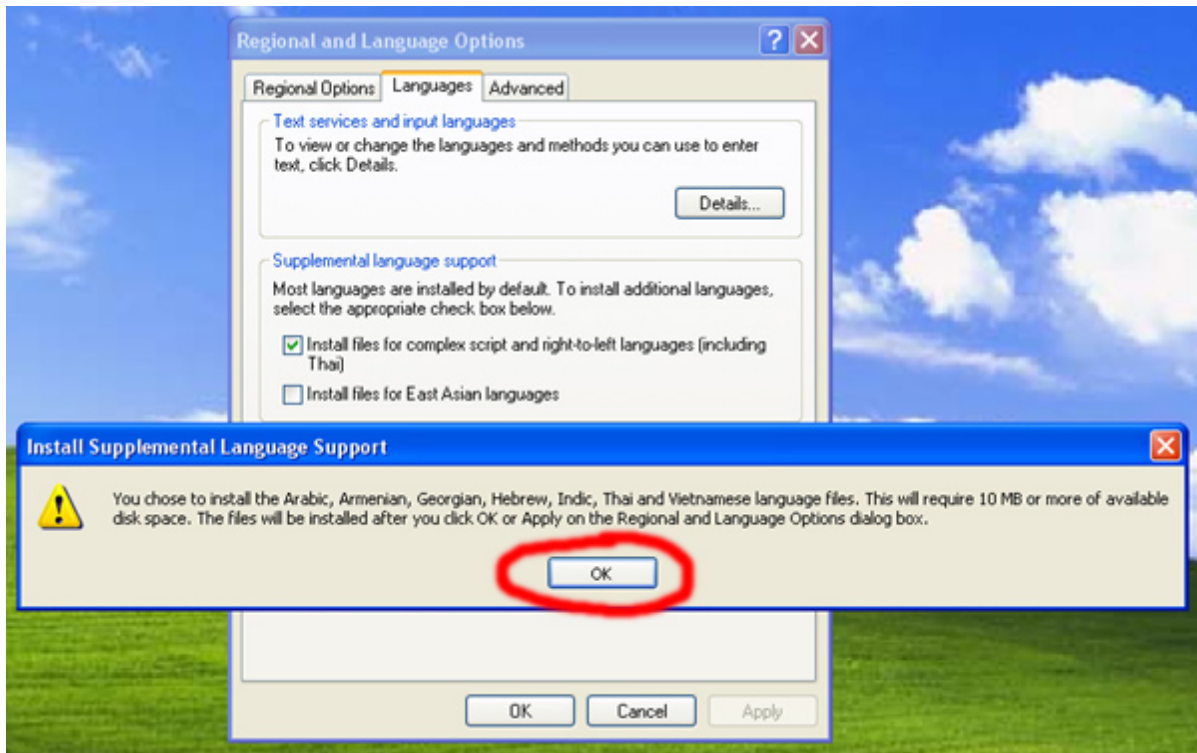 Regional and Language Options
Regional Options Languages Advanced
Text services and input languages
To view or change the languages and methods you can use to enter
text, click Details.
Details...
Supplemental language support
Most languages are installed by default. To install additional languages,
select the appropriate check box below.
Install files for complex script and right-to-left languages (including
Thai)
Install files for East Asian languages
Install Supplemental Language Support
You chose to install the Arabic, Armenian, Georgian, Hebrew, Indic, Thai and Vietnamese language files. This will require 10 MB or more of available
disk space. The files will be installed after you click OK or Apply on the Regional and Language Options dialog box.
OK
OK Cancel Apply